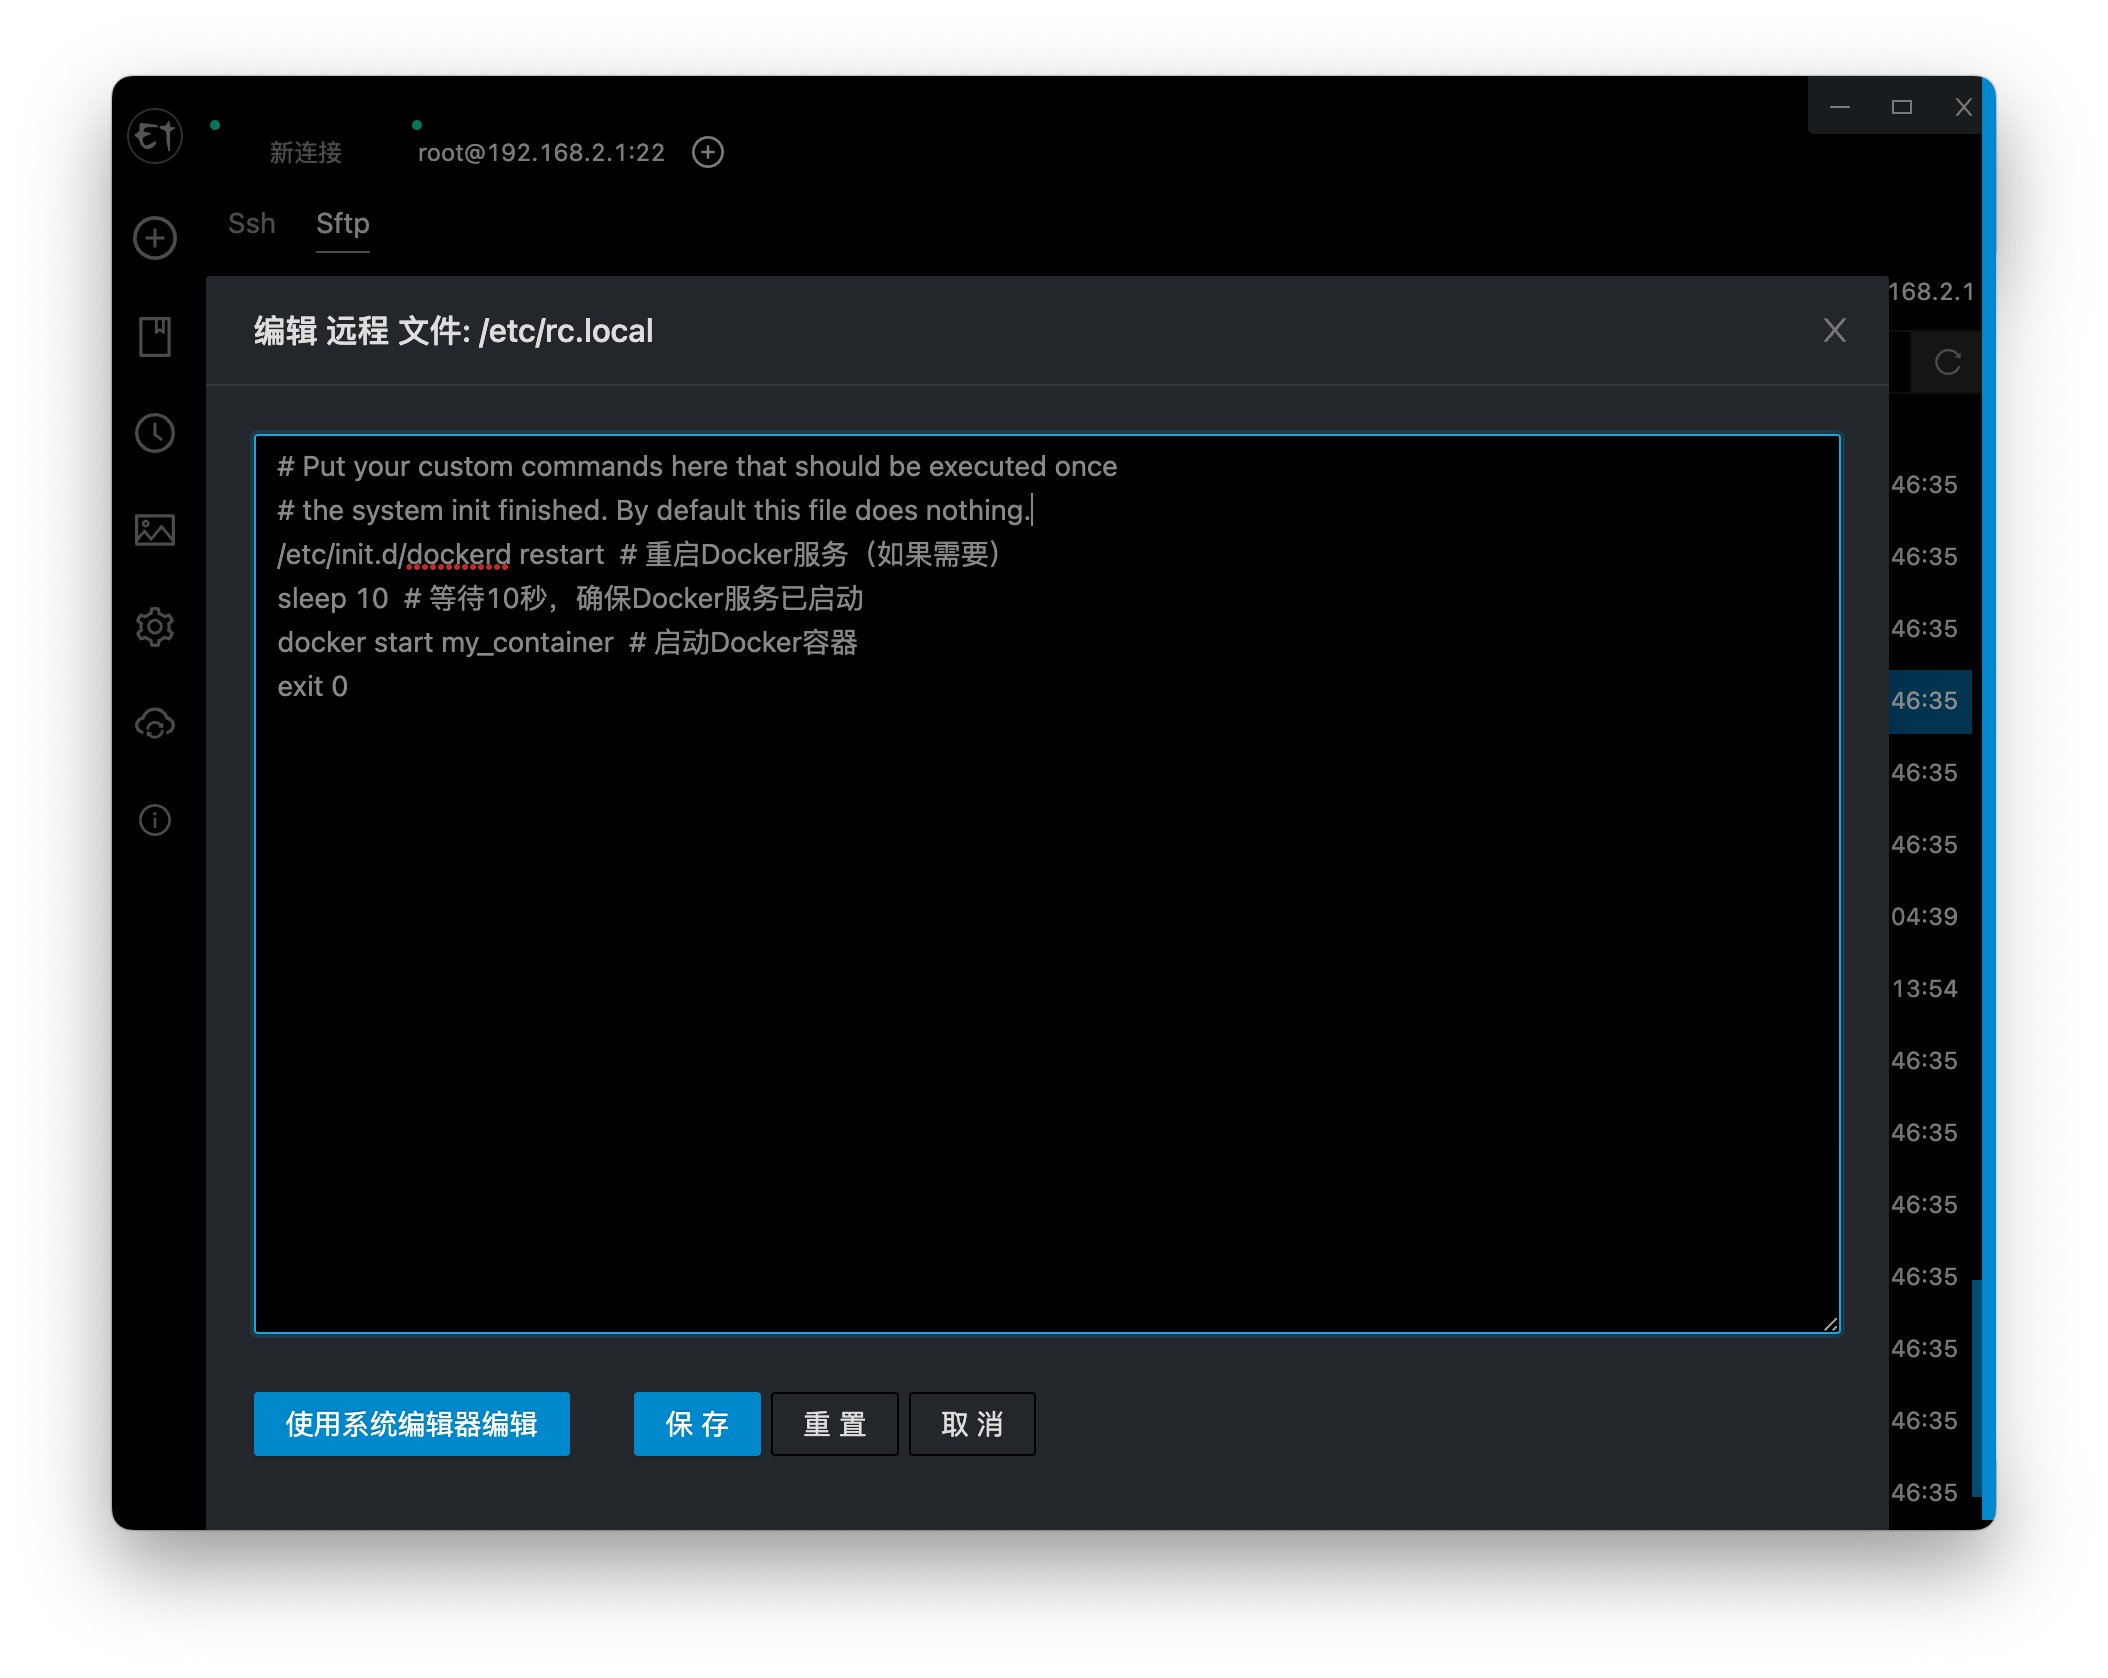 新连接
root@192.168.2.1:22
Ssh
Sftp
168.2.1
编辑 远程 文件: /etc/rc.local
# Put your custom commands here that should be executed once
# the system init finished. By default this file does nothing.
/etc/init.d/dockerd restart  # 重启Docker服务（如果需要）
sleep 10  # 等待10秒，确保Docker服务已启动
docker start my_container  # 启动Docker容器
exit 0
46:35
46:35
46:35
46:35
46:35
46:35
04:39
13:54
46:35
46:35
46:35
46:35
46:35
46:35
46:35
使用系统编辑器编辑
保 存
重 置
取 消